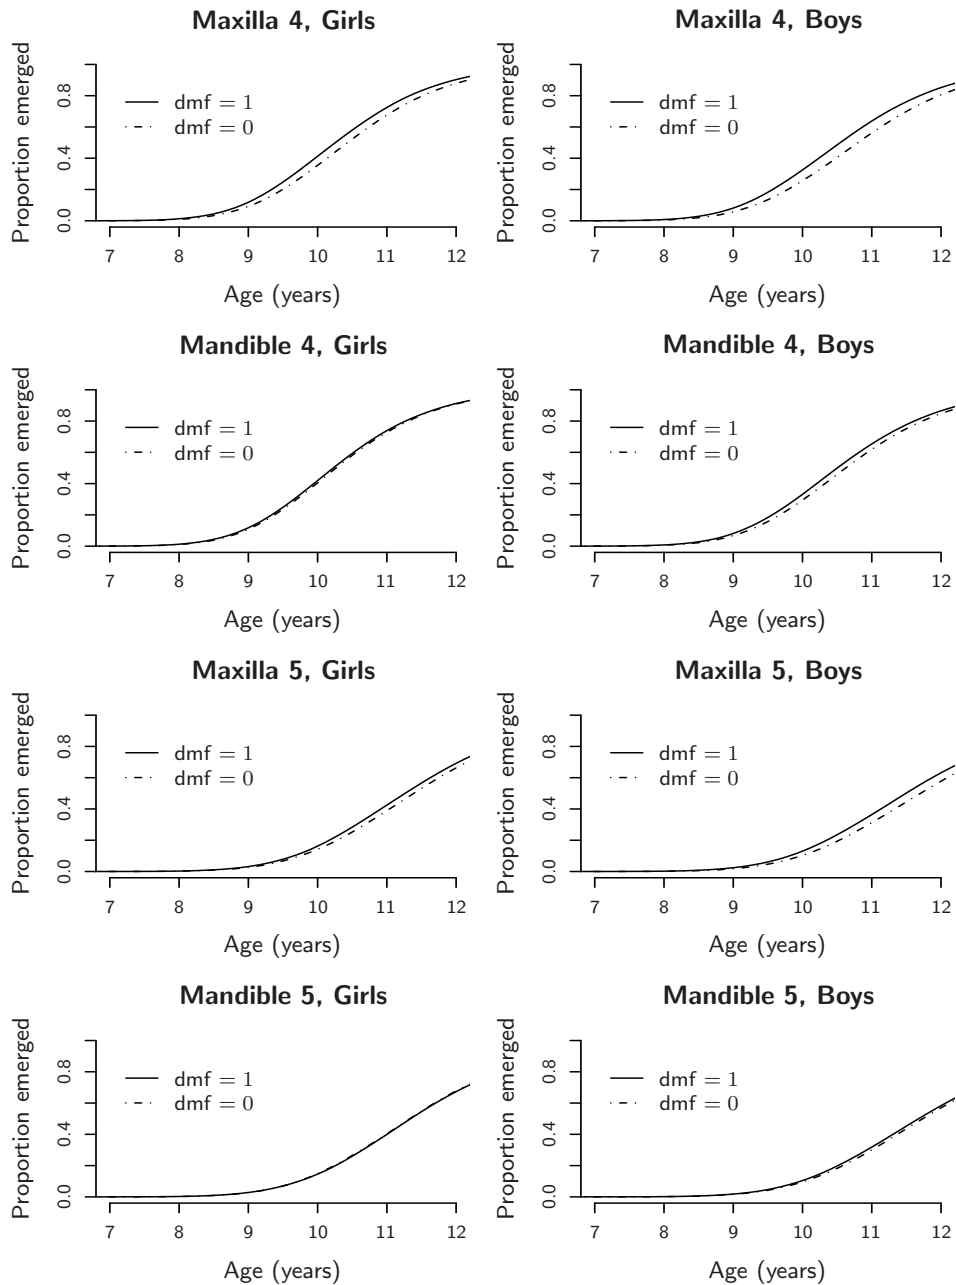 Maxilla 4, Girls
Proportion emerged
0.0 0.4 0.8
dmf = 1
dmf = 0
7 8 9 10 11 12
Age (years)
Maxilla 4, Boys
Proportion emerged
0.0 0.4 0.8
dmf = 1
dmf = 0
7 8 9 10 11 12
Age (years)
Mandible 4, Girls
Proportion emerged
0.0 0.4 0.8
dmf = 1
dmf = 0
7 8 9 10 11 12
Age (years)
Mandible 4, Boys
Proportion emerged
0.0 0.4 0.8
dmf = 1
dmf = 0
7 8 9 10 11 12
Age (years)
Maxilla 5, Girls
Proportion emerged
0.0 0.4 0.8
dmf = 1
dmf = 0
7 8 9 10 11 12
Age (years)
Maxilla 5, Boys
Proportion emerged
0.0 0.4 0.8
dmf = 1
dmf = 0
7 8 9 10 11 12
Age (years)
Mandible 5, Girls
Proportion emerged
0.0 0.4 0.8
dmf = 1
dmf = 0
7 8 9 10 11 12
Age (years)
Mandible 5, Boys
Proportion emerged
0.0 0.4 0.8
dmf = 1
dmf = 0
7 8 9 10 11 12
Age (years)